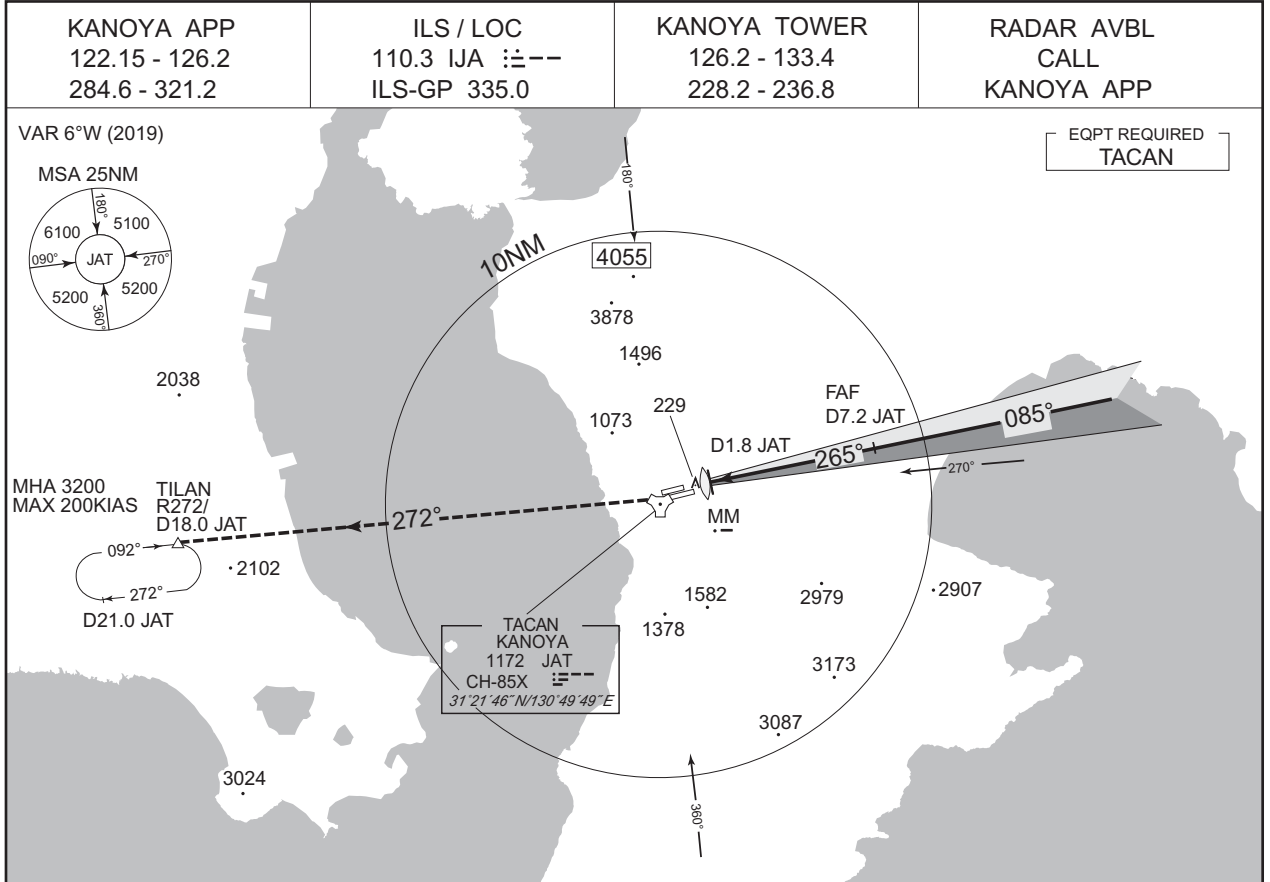 KANOYA APP
122.15 - 126.2
284.6 - 321.2
ILS / LOC
110.3 IJA
ILS-GP 335.0
KANOYA TOWER
126.2 - 133.4
228.2 - 236.8
RADAR AVBL
CALL
KANOYA APP
VAR 6°W (2019)
EQPT REQUIRED
TACAN
MSA 25NM
180°
6100
5100
090°
JAT
270°
5200
5200
360°
180°
10NM
4055
3878
1496
2038
1073
229
FAF
D7.2 JAT
D1.8 JAT
085°
265°
270°
MHA 3200
MAX 200KIAS
TILAN
R272/
D18.0 JAT
272°
MM
092°
272°
D21.0 JAT
2102
1582
2979
2907
1378
TACAN
KANOYA
1172 JAT
CH-85X
31°21´46˝N/130°49´49˝E
3173
3087
3024
360°